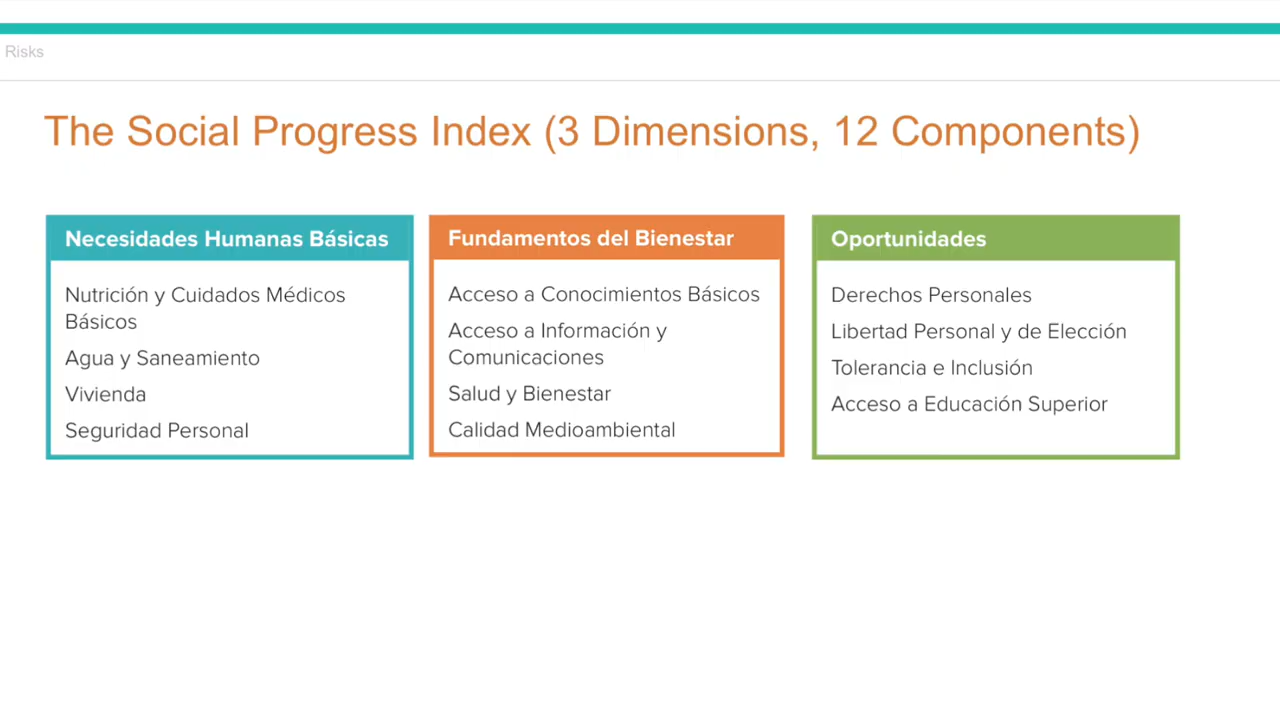 Risks
The Social Progress Index (3 Dimensions, 12 Components)
Necesidades Humanas Básicas
Nutrición y Cuidados Médicos
Básicos
Agua y Saneamiento
Vivienda
Seguridad Personal
Fundamentos del Bienestar
Acceso a Conocimientos Básicos
Acceso a Información y
Comunicaciones
Salud y Bienestar
Calidad Medioambiental
Oportunidades
Derechos Personales
Libertad Personal y de Elección
Tolerancia e Inclusión
Acceso a Educación Superior